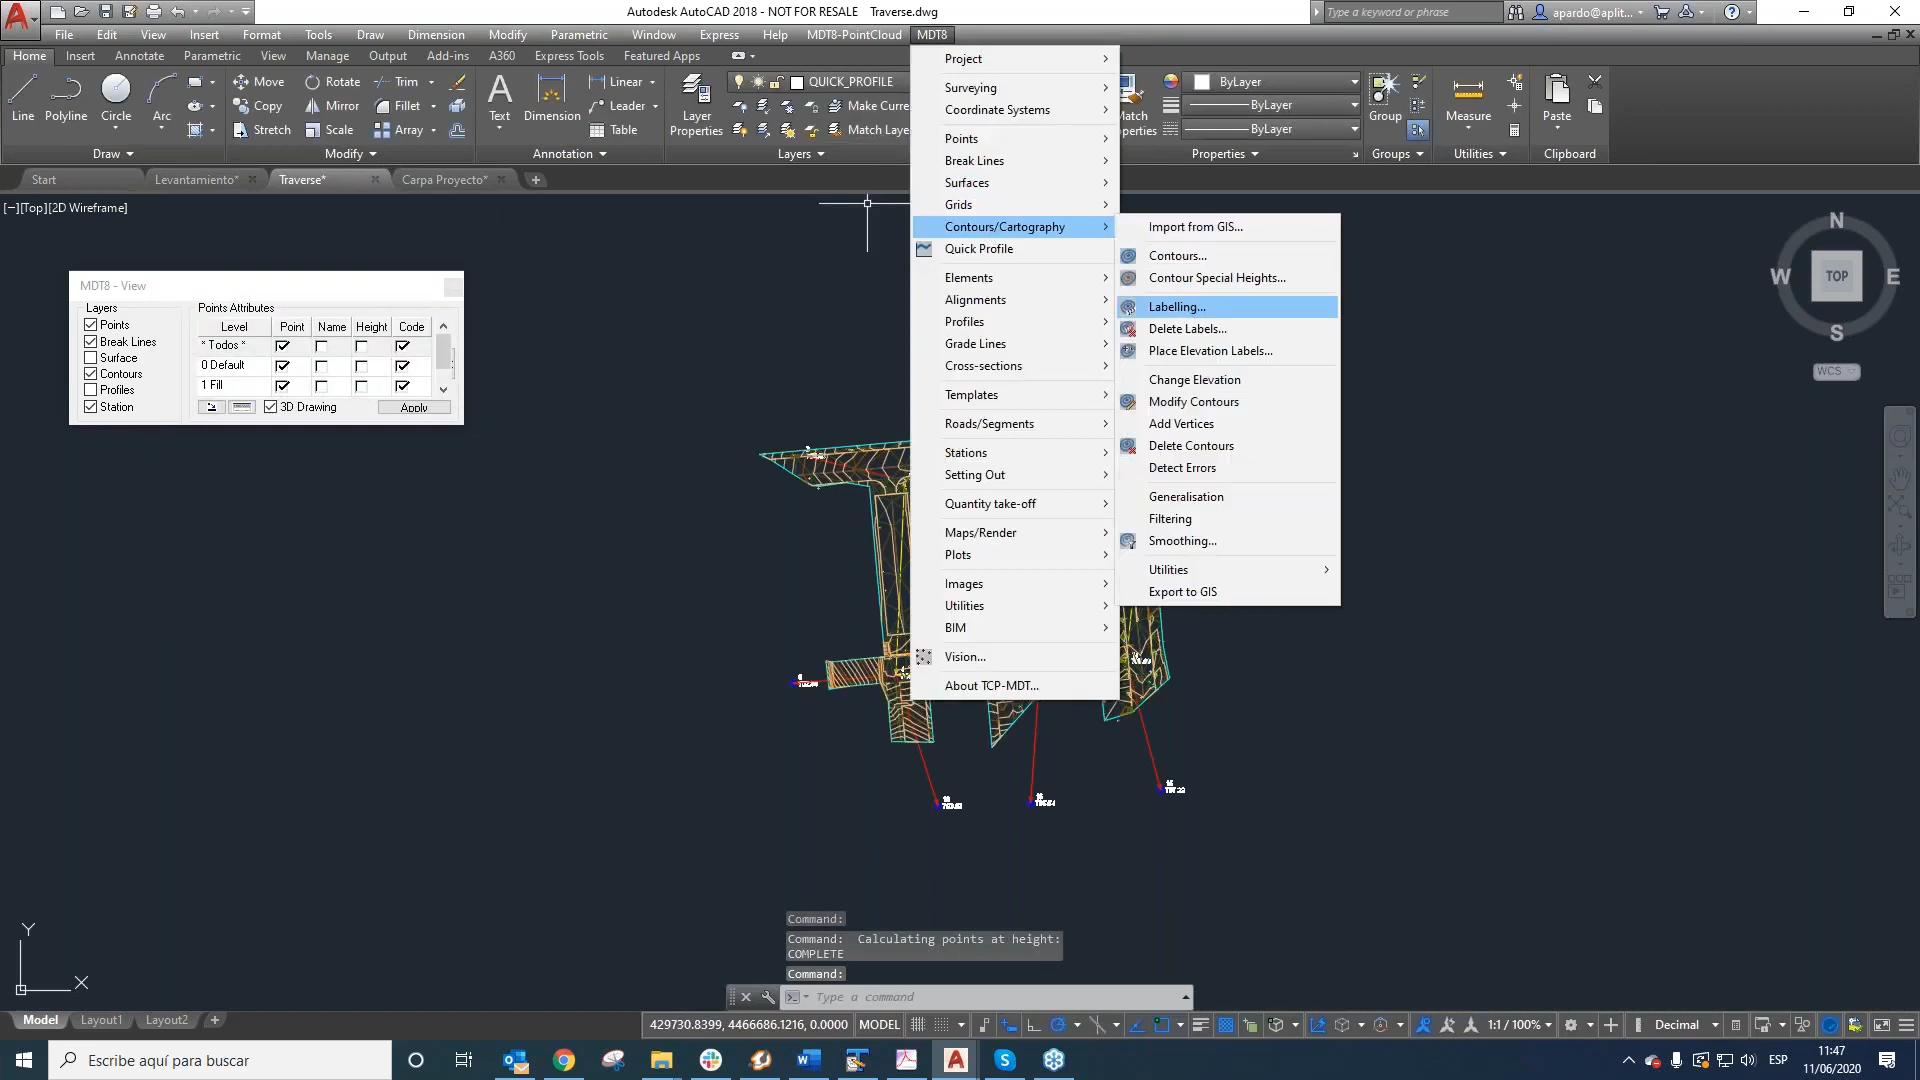 Autodesk AutoCAD 2018 - NOT FOR RESALE Traverse.dwg
Type a keyword or phrase
apardo@aplit...
File Edit View Insert Format Tools Draw Dimension Modify Parametric Window Express Help MDT8-PointCloud MDT8
Home Insert Annotate Parametric View Manage Output Add-ins A360 Express Tools Featured Apps
Line
Polyline
Circle
Arc
Draw
Move
Rotate
Trim
Copy
Mirror
Fillet
Stretch
Scale
Array
Modify
Text
Dimension
Linear
Leader
Table
Annotation
Layer
Properties
QUICK_PROFILE
Make Curre
Match Laye
Layers
Match
Properties
ByLayer
ByLayer
ByLayer
Properties
Group
Groups
Measure
Utilities
Paste
Clipboard
Start
Levantamiento*
Traverse*
Carpa Proyecto*
[−][Top][2D Wireframe]
MDT8 - View
Layers
Points
Break Lines
Surface
Contours
Profiles
Station
Points Attributes
Level Point Name Height Code
* Todos *
0 Default
1 Fill
3D Drawing
Apply
Project
Surveying
Coordinate Systems
Points
Break Lines
Surfaces
Grids
Contours/Cartography
Quick Profile
Elements
Alignments
Profiles
Grade Lines
Cross-sections
Templates
Roads/Segments
Stations
Setting Out
Quantity take-off
Maps/Render
Plots
Images
Utilities
BIM
Vision...
About TCP-MDT...
Import from GIS...
Contours...
Contour Special Heights...
Labelling...
Delete Labels...
Place Elevation Labels...
Change Elevation
Modify Contours
Add Vertices
Delete Contours
Detect Errors
Generalisation
Filtering
Smoothing...
Utilities
Export to GIS
N
W
TOP
E
S
WCS
Y
X
Command:
Command: Calculating points at height:
COMPLETE
Command:
Type a command
Model Layout1 Layout2
429730.8399, 4466686.1216, 0.0000 MODEL
1:1 / 100%
Decimal
Escribe aquí para buscar
ESP
11:47
11/06/2020